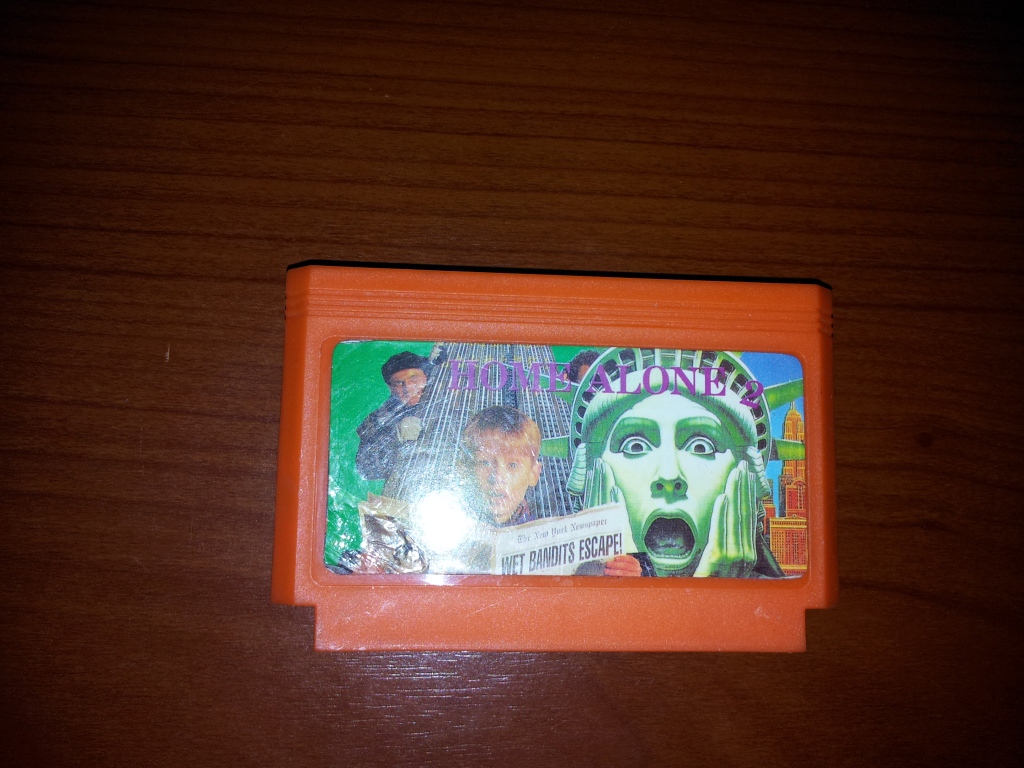 HOME ALONE 2
The New York Newspaper
WET BANDITS ESCAPE!